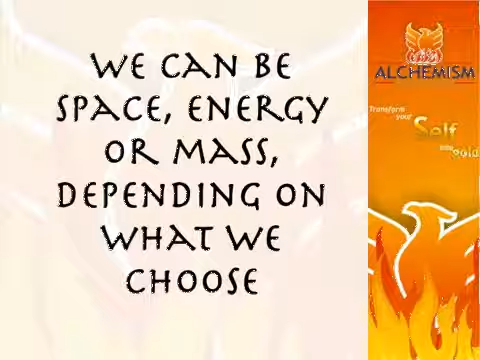 WE CAN BE
SPACE, ENERGY
OR MASS,
DEPENDING ON
WHAT WE
CHOOSE
ALCHEMISM
Transform
your
Self
into
gold